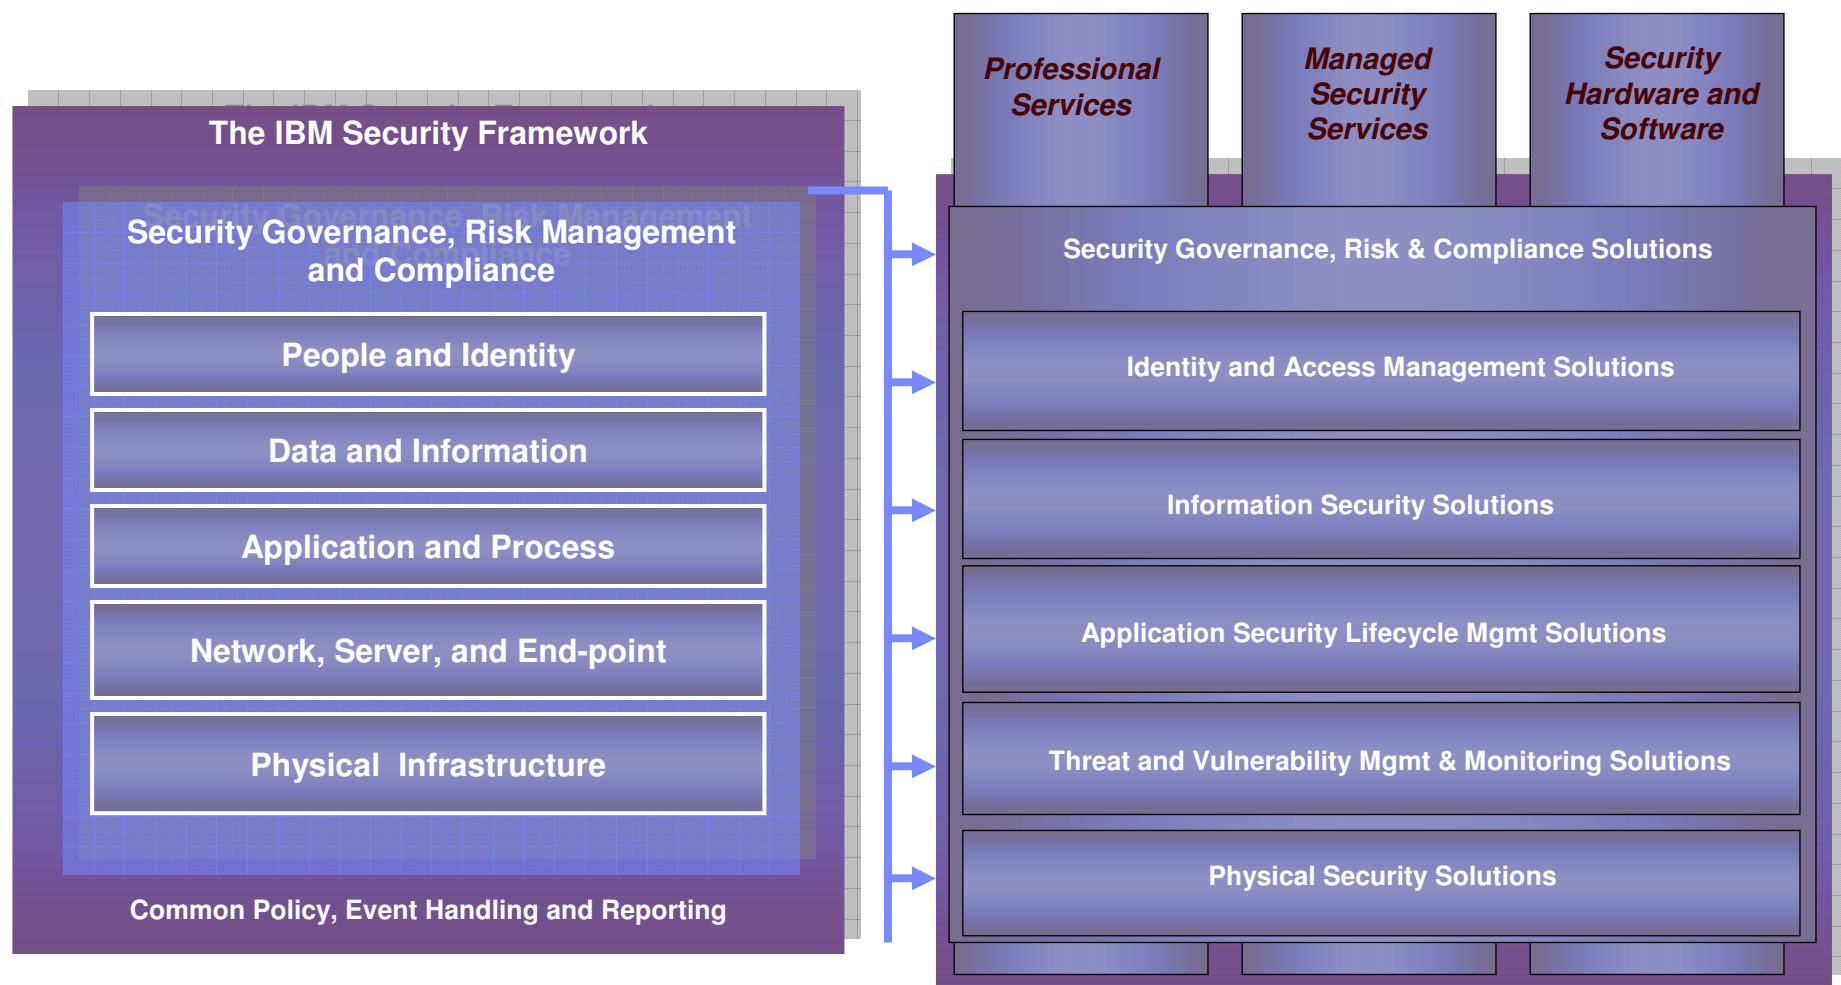 The IBM Security Framework
Security Governance, Risk Management
and Compliance
People and Identity
Data and Information
Application and Process
Network, Server, and End-point
Physical Infrastructure
Common Policy, Event Handling and Reporting
Professional
Services
Managed
Security
Services
Security
Hardware and
Software
Security Governance, Risk & Compliance Solutions
Identity and Access Management Solutions
Information Security Solutions
Application Security Lifecycle Mgmt Solutions
Threat and Vulnerability Mgmt & Monitoring Solutions
Physical Security Solutions